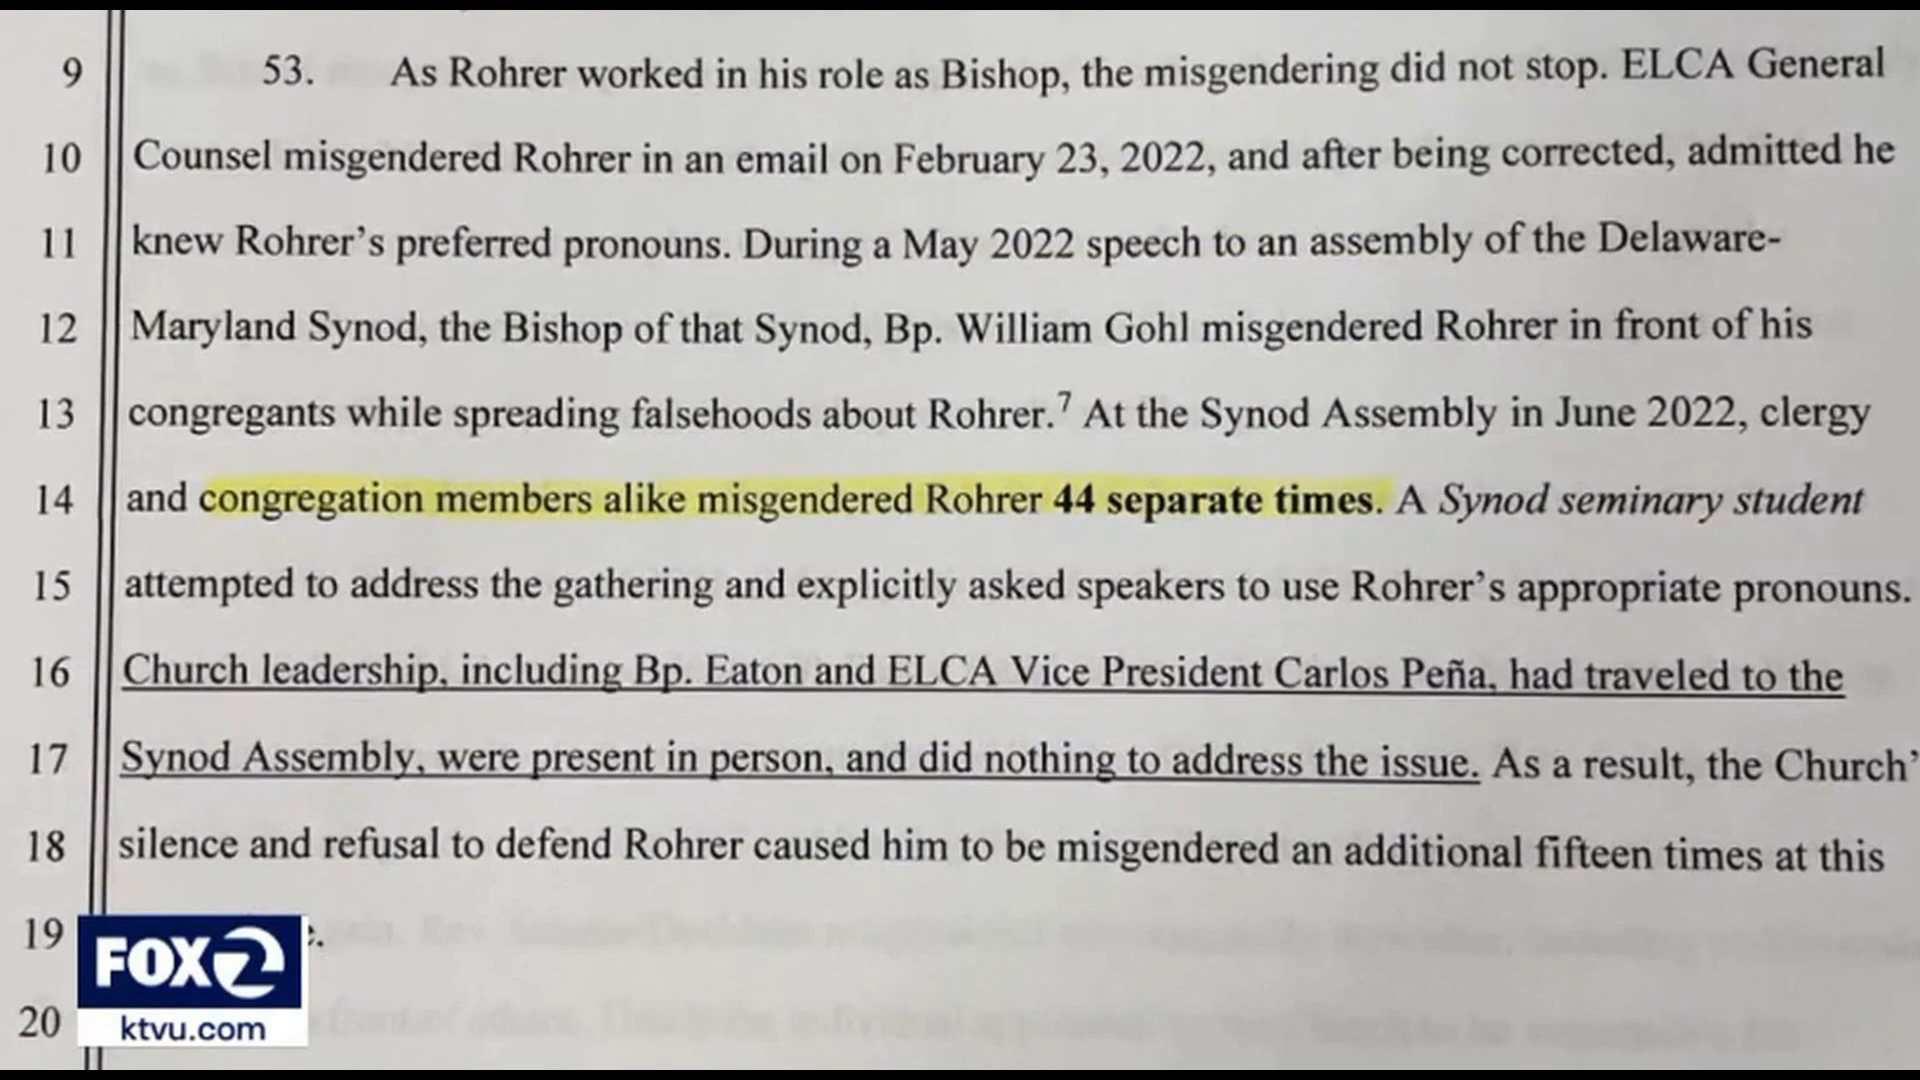 9 53. As Rohrer worked in his role as Bishop, the misgendering did not stop. ELCA General
10 Counsel misgendered Rohrer in an email on February 23, 2022, and after being corrected, admitted he
11 knew Rohrer’s preferred pronouns. During a May 2022 speech to an assembly of the Delaware-
12 Maryland Synod, the Bishop of that Synod, Bp. William Gohl misgendered Rohrer in front of his
13 congregants while spreading falsehoods about Rohrer.7 At the Synod Assembly in June 2022, clergy
14 and congregation members alike misgendered Rohrer 44 separate times. A Synod seminary student
15 attempted to address the gathering and explicitly asked speakers to use Rohrer’s appropriate pronouns.
16 Church leadership, including Bp. Eaton and ELCA Vice President Carlos Peña, had traveled to the
17 Synod Assembly, were present in person, and did nothing to address the issue. As a result, the Church’
18 silence and refusal to defend Rohrer caused him to be misgendered an additional fifteen times at this
19
20
FOX 2
ktvu.com